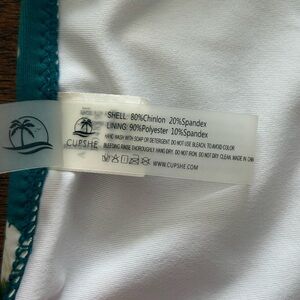 SHELL: 80%Chinlon 20%Spandex
LINING: 90%Polyester 10%Spandex
HAND WASH WITH SOAP OR DETERGENT. DO NOT USE BLEACH. TO AVOID COLOR
BLEEDING RINSE THOROUGHLY. HANG DRY. DO NOT IRON. DO NOT DRY CLEAN. MADE IN
WWW.CUPSHE.COM
CUPSHE